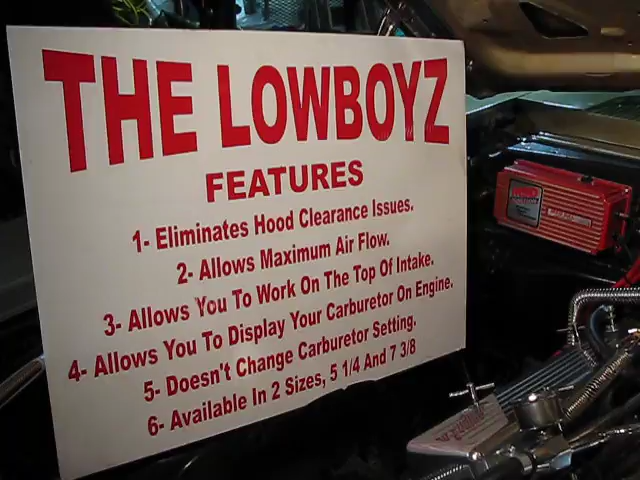 THE LOWBOYZ
FEATURES
1- Eliminates Hood Clearance Issues.
2- Allows Maximum Air Flow.
3- Allows You To Work On The Top Of Intake.
4- Allows You To Display Your Carburetor On Engine.
5- Doesn't Change Carburetor Setting.
6- Available In 2 Sizes, 5 1/4 And 7 3/8